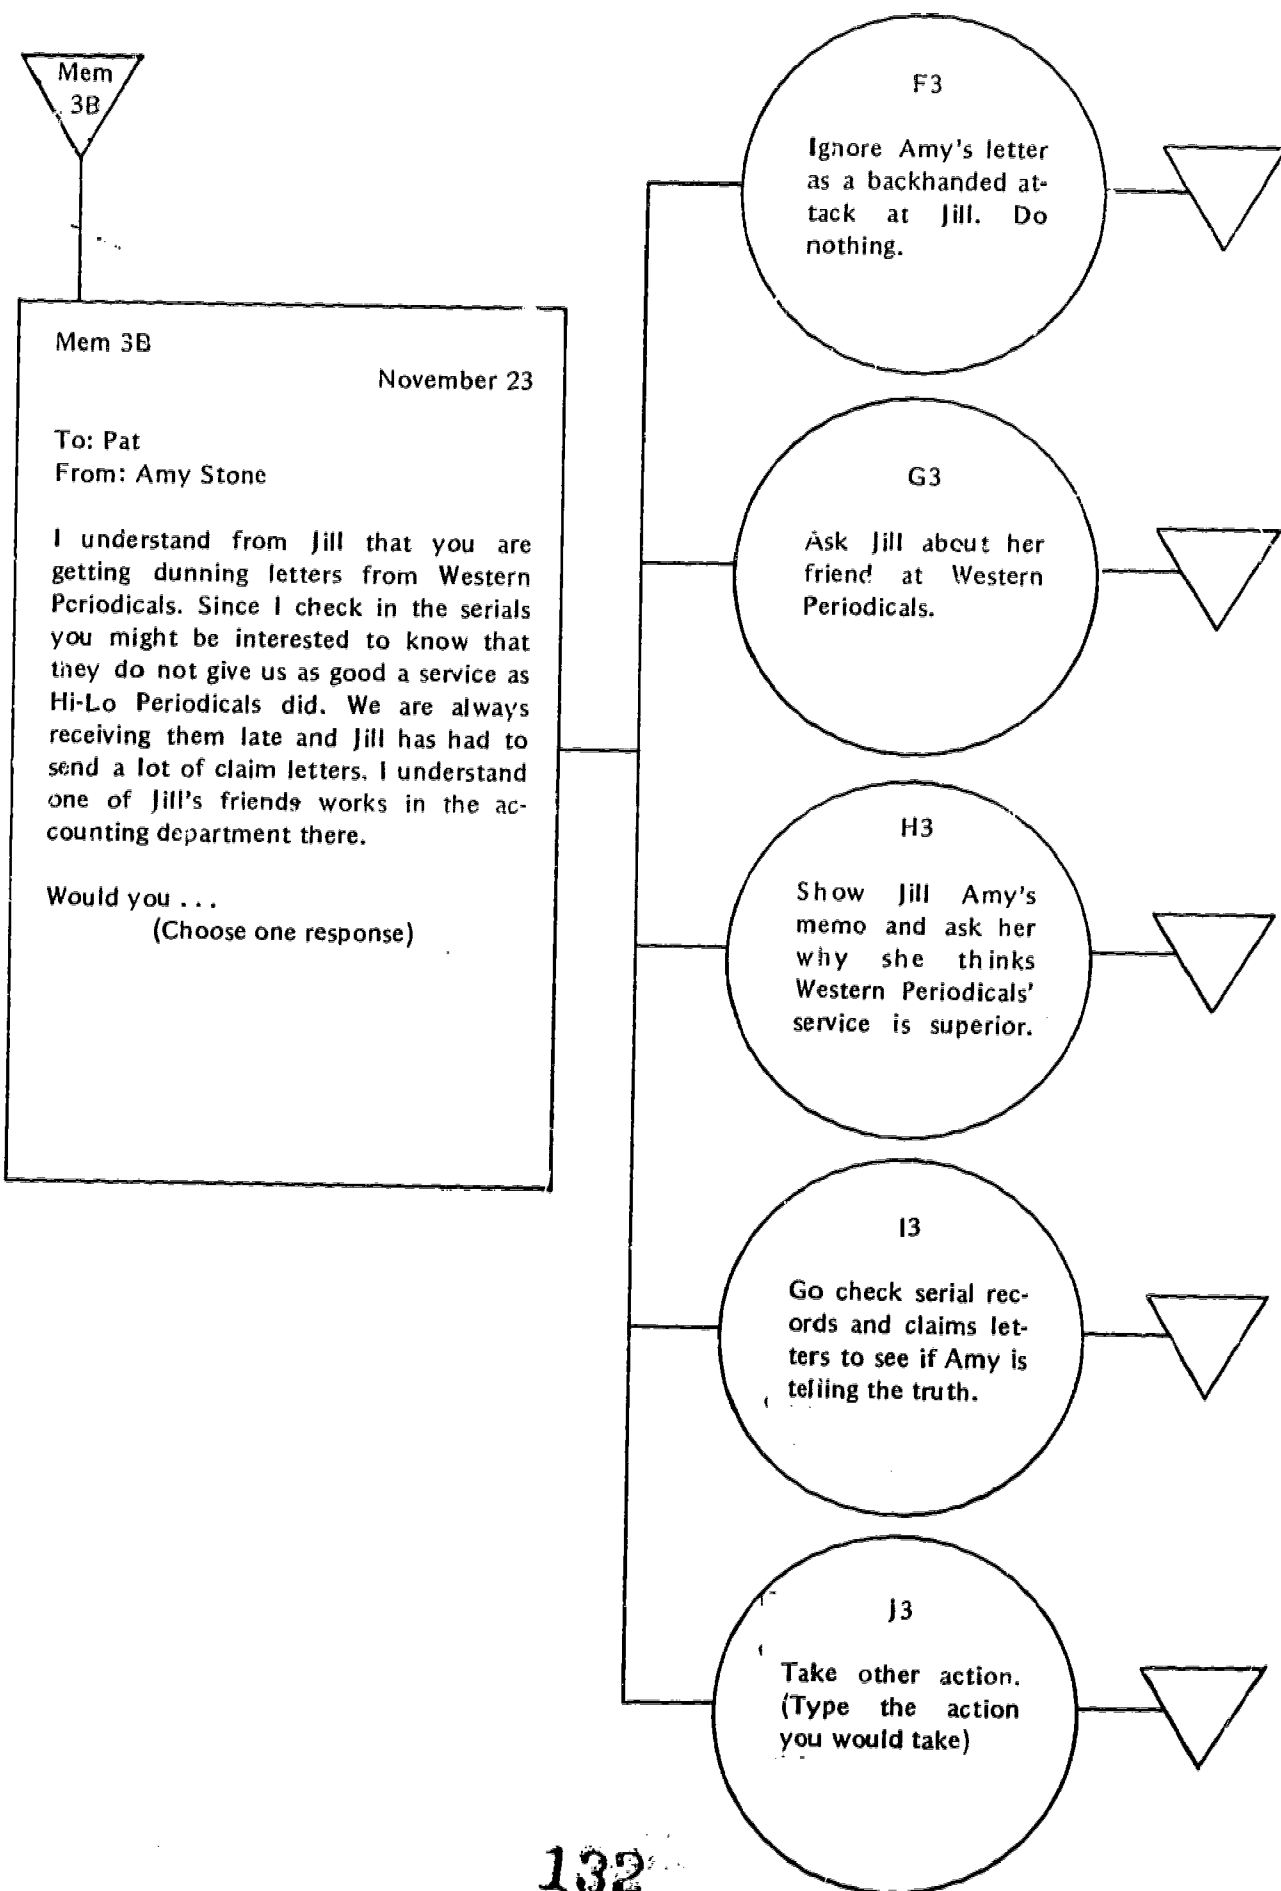 Mem
3B
Mem 3B
November 23
To: Pat
From: Amy Stone
I understand from Jill that you are
getting dunning letters from Western
Periodicals. Since I check in the serials
you might be interested to know that
they do not give us as good a service as
Hi-Lo Periodicals did. We are always
receiving them late and Jill has had to
send a lot of claim letters. I understand
one of Jill's friends works in the ac-
counting department there.
Would you ...
(Choose one response)
F3
Ignore Amy's letter
as a backhanded at-
tack at Jill. Do
nothing.
G3
Ask Jill about her
friend at Western
Periodicals.
H3
Show Jill Amy's
memo and ask her
why she thinks
Western Periodicals'
service is superior.
I3
Go check serial rec-
ords and claims let-
ters to see if Amy is
telling the truth.
J3
Take other action.
(Type the action
you would take)
132